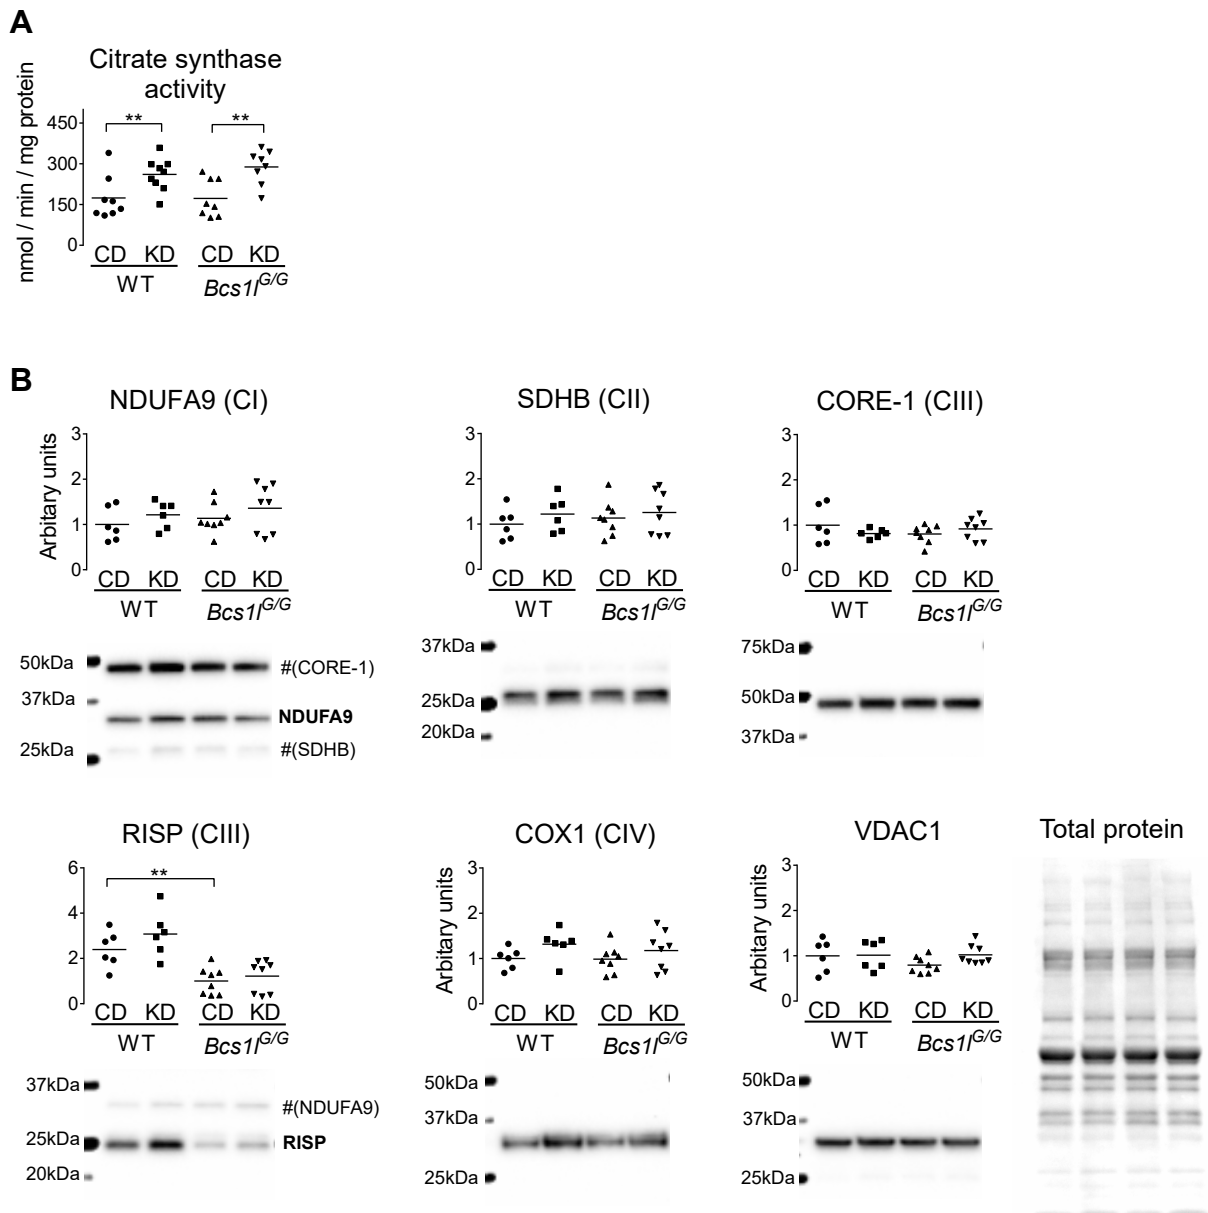 A
Citrate synthase
activity
nmol / min / mg protein
450
300
150
0
** **
CD KD CD KD
WT Bcs1l^G/G
B
NDUFA9 (CI)
Arbitary units
3
2
1
0
CD KD CD KD
WT Bcs1l^G/G
50kDa #(CORE-1)
37kDa NDUFA9
25kDa #(SDHB)
SDHB (CII)
3
2
1
0
CD KD CD KD
WT Bcs1l^G/G
37kDa
25kDa
20kDa
CORE-1 (CIII)
3
2
1
0
CD KD CD KD
WT Bcs1l^G/G
75kDa
50kDa
37kDa
RISP (CIII)
6
4
2
0
**
CD KD CD KD
WT Bcs1l^G/G
37kDa #(NDUFA9)
25kDa RISP
20kDa
COX1 (CIV)
Arbitary units
3
2
1
0
CD KD CD KD
WT Bcs1l^G/G
50kDa
37kDa
25kDa
VDAC1
Arbitary units
3
2
1
0
CD KD CD KD
WT Bcs1l^G/G
50kDa
37kDa
25kDa
Total protein